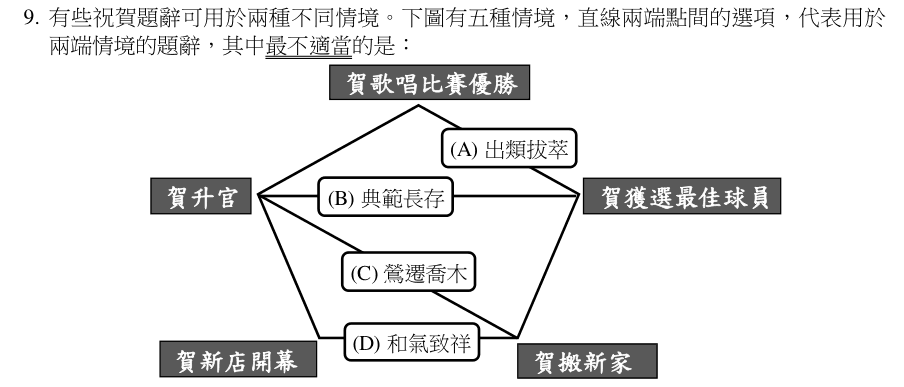 9. 有些祝賀題辭可用於兩種不同情境。下圖有五種情境，直線兩端點間的選項，代表用於
兩端情境的題辭，其中最不適當的是：
賀歌唱比賽優勝
(A) 出類拔萃
賀升官
(B) 典範長存
賀獲選最佳球員
(C) 鶯遷喬木
賀新店開幕
(D) 和氣致祥
賀搬新家